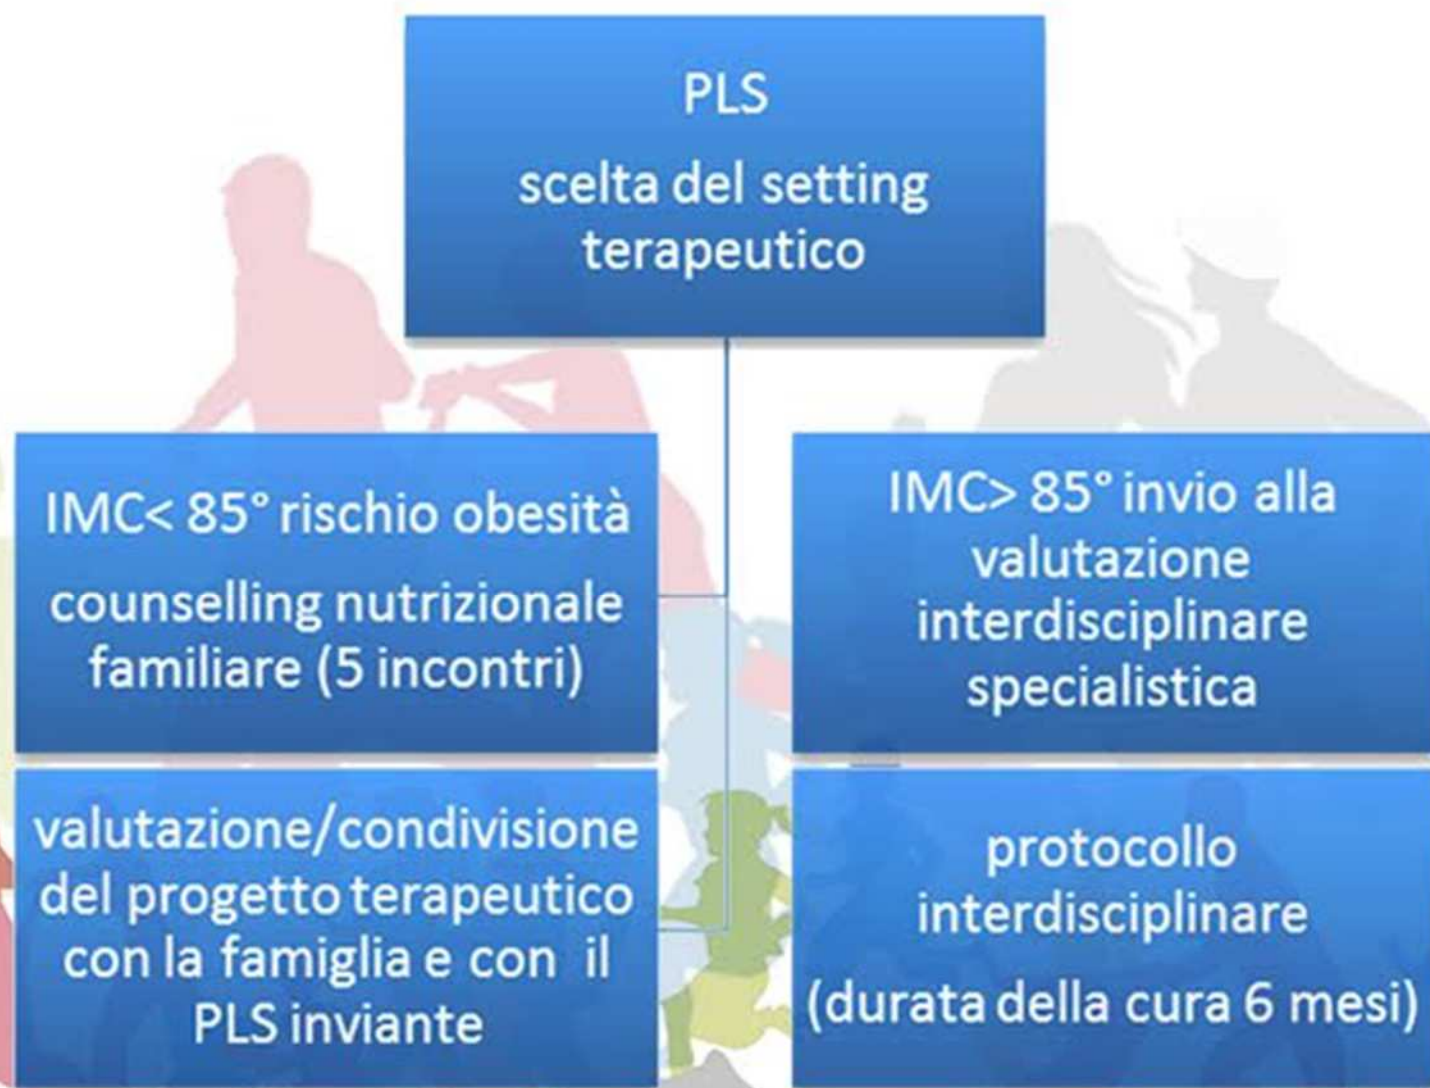 PLS
scelta del setting
terapeutico
IMC< 85° rischio obesità
counselling nutrizionale
familiare (5 incontri)
IMC> 85° invio alla
valutazione
interdisciplinare
specialistica
valutazione/condivisione
del progetto terapeutico
con la famiglia e con il
PLS inviante
protocollo
interdisciplinare
(durata della cura 6 mesi)